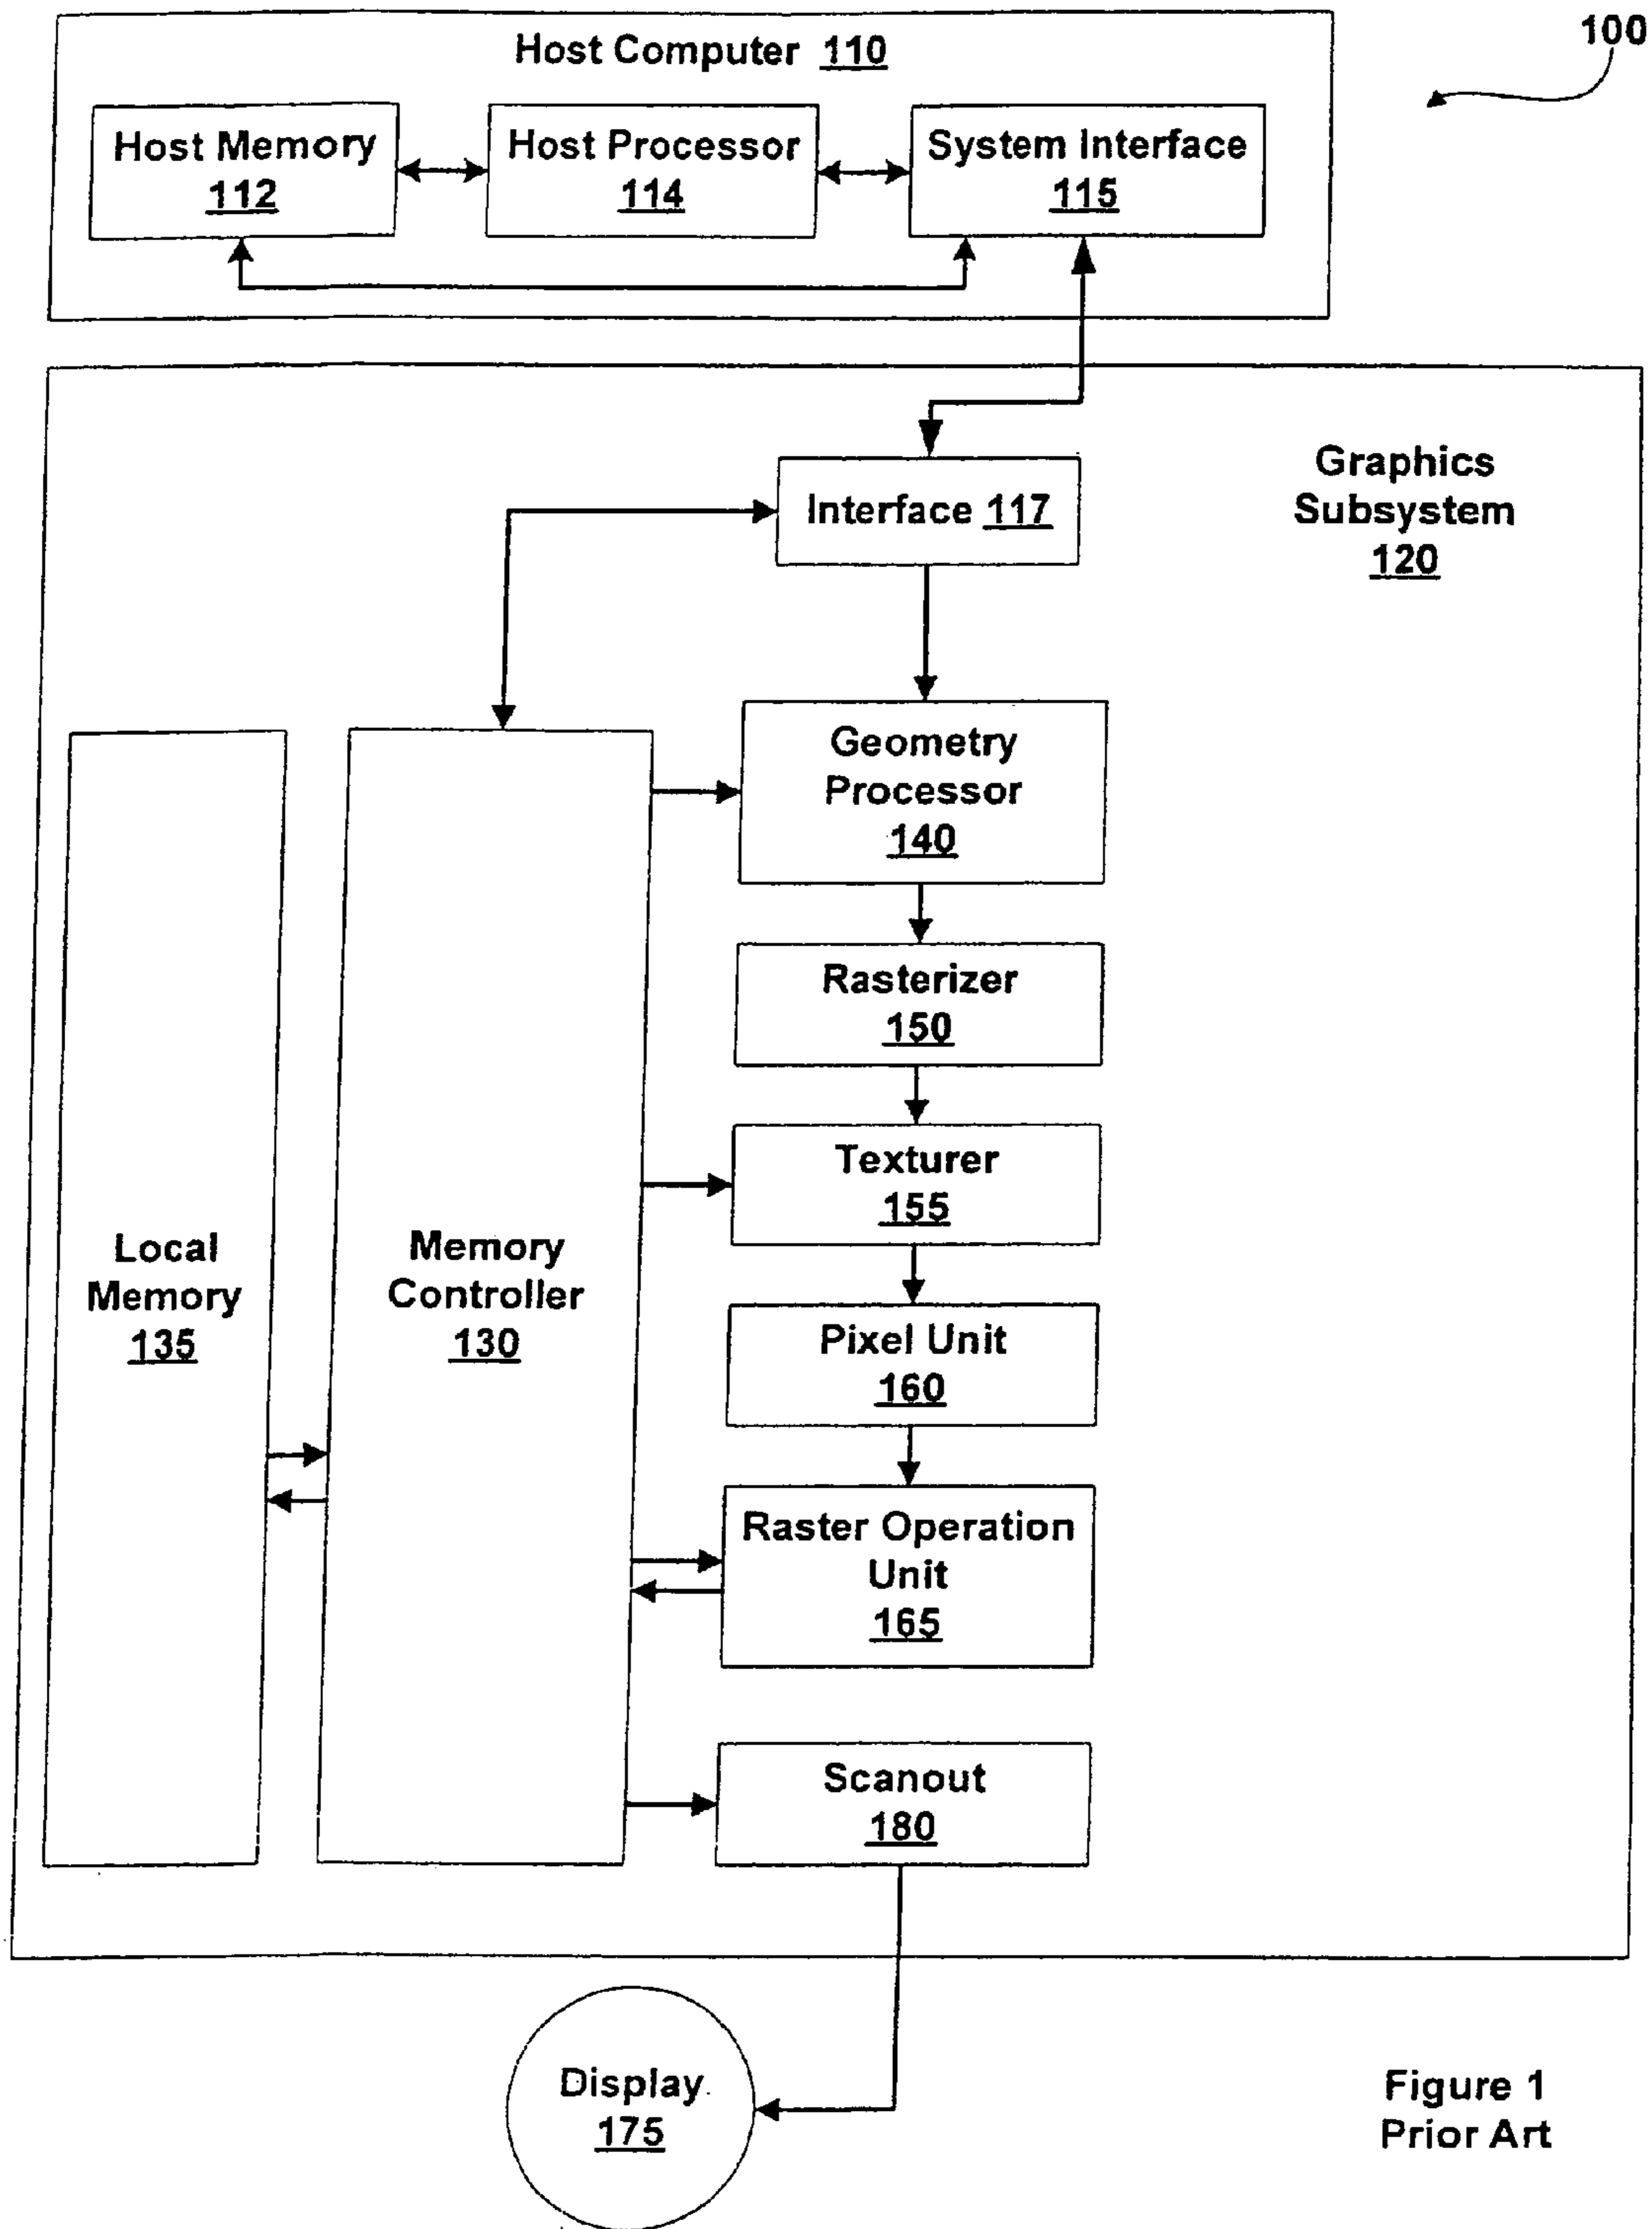 100
Host Computer 110
Host Memory
112
Host Processor
114
System Interface
115
Graphics
Subsystem
120
Interface 117
Geometry
Processor
140
Rasterizer
150
Texturer
155
Local
Memory
135
Memory
Controller
130
Pixel Unit
160
Raster Operation
Unit
165
Scanout
180
Display
175
Figure 1
Prior Art